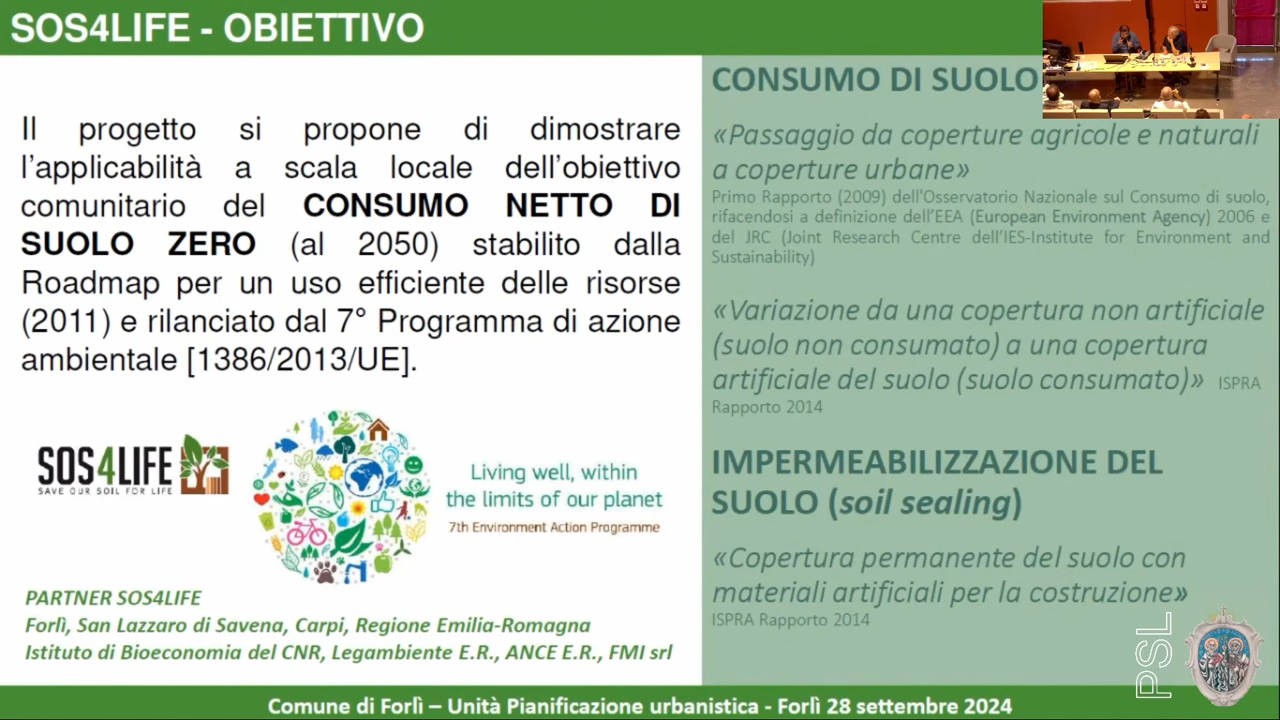 SOS4LIFE - OBIETTIVO
Il progetto si propone di dimostrare
l'applicabilità a scala locale dell'obiettivo
comunitario del CONSUMO NETTO DI
SUOLO ZERO (al 2050) stabilito dalla
Roadmap per un uso efficiente delle risorse
(2011) e rilanciato dal 7° Programma di azione
ambientale [1386/2013/UE].
SOS4LIFE
SAVE OUR SOIL FOR LIFE
Living well, within
the limits of our planet
7th Environment Action Programme
PARTNER SOS4LIFE
Forlì, San Lazzaro di Savena, Carpi, Regione Emilia-Romagna
Istituto di Bioeconomia del CNR, Legambiente E.R., ANCE E.R., FMI srl
CONSUMO DI SUOLO
«Passaggio da coperture agricole e naturali
a coperture urbane»
Primo Rapporto (2009) dell'Osservatorio Nazionale sul Consumo di suolo,
rifacendosi a definizione dell'EEA (European Environment Agency) 2006 e
del JRC (Joint Research Centre dell'IES-Institute for Environment and
Sustainability)
«Variazione da una copertura non artificiale
(suolo non consumato) a una copertura
artificiale del suolo (suolo consumato)» ISPRA
Rapporto 2014
IMPERMEABILIZZAZIONE DEL
SUOLO (soil sealing)
«Copertura permanente del suolo con
materiali artificiali per la costruzione»
ISPRA Rapporto 2014
PSL
Comune di Forlì – Unità Pianificazione urbanistica - Forlì 28 settembre 2024